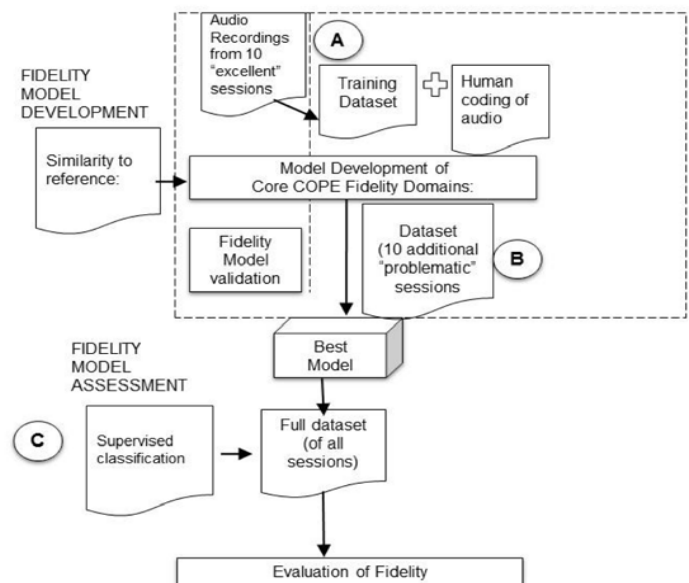 Audio
Recordings
from 10
“excellent”
sessions
A
Training
Dataset
Human
coding of
audio
FIDELITY
MODEL
DEVELOPMENT
Similarity to
reference:
Model Development of
Core COPE Fidelity Domains:
Fidelity
Model
validation
Dataset
(10 additional
“problematic”
sessions
B
Best
Model
FIDELITY
MODEL
ASSESSMENT
C
Supervised
classification
Full dataset
(of all
sessions)
Evaluation of Fidelity